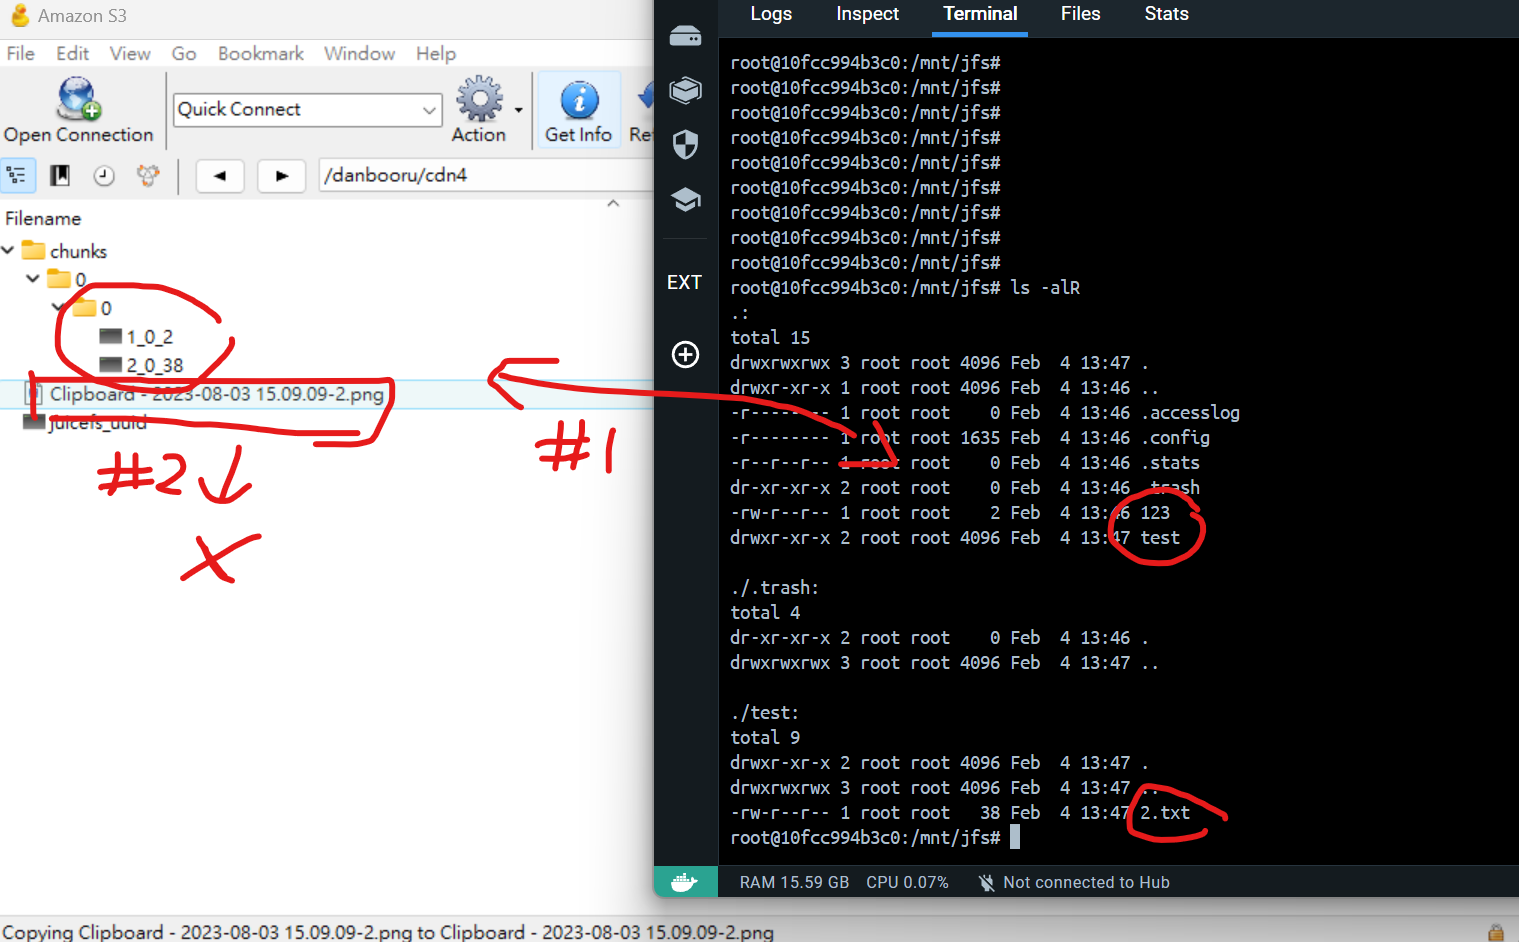 Amazon S3
File Edit View Go Bookmark Window Help
Open Connection
Quick Connect
Action
Get Info
Ref
/danbooru/cdn4
Filename
chunks
0
0
1_0_2
2_0_38
Clipboard - 2023-08-03 15.09.09-2.png
juicefs_uuid
#2
#1
Copying Clipboard - 2023-08-03 15.09.09-2.png to Clipboard - 2023-08-03 15.09.09-2.png
Logs Inspect Terminal Files Stats
EXT
root@10fcc994b3c0:/mnt/jfs#
root@10fcc994b3c0:/mnt/jfs#
root@10fcc994b3c0:/mnt/jfs#
root@10fcc994b3c0:/mnt/jfs#
root@10fcc994b3c0:/mnt/jfs#
root@10fcc994b3c0:/mnt/jfs#
root@10fcc994b3c0:/mnt/jfs#
root@10fcc994b3c0:/mnt/jfs#
root@10fcc994b3c0:/mnt/jfs#
root@10fcc994b3c0:/mnt/jfs# ls -alR
.:
total 15
drwxrwxrwx 3 root root 4096 Feb 4 13:47 .
drwxr-xr-x 1 root root 4096 Feb 4 13:46 ..
-r-------- 1 root root 0 Feb 4 13:46 .accesslog
-r-------- 1 root root 1635 Feb 4 13:46 .config
-r--r--r-- 1 root root 0 Feb 4 13:46 .stats
dr-xr-xr-x 2 root root 0 Feb 4 13:46 .trash
-rw-r--r-- 1 root root 2 Feb 4 13:46 123
drwxr-xr-x 2 root root 4096 Feb 4 13:47 test
./.trash:
total 4
dr-xr-xr-x 2 root root 0 Feb 4 13:46 .
drwxrwxrwx 3 root root 4096 Feb 4 13:47 ..
./test:
total 9
drwxr-xr-x 2 root root 4096 Feb 4 13:47 .
drwxrwxrwx 3 root root 4096 Feb 4 13:47 ..
-rw-r--r-- 1 root root 38 Feb 4 13:47 2.txt
root@10fcc994b3c0:/mnt/jfs#
RAM 15.59 GB CPU 0.07% Not connected to Hub